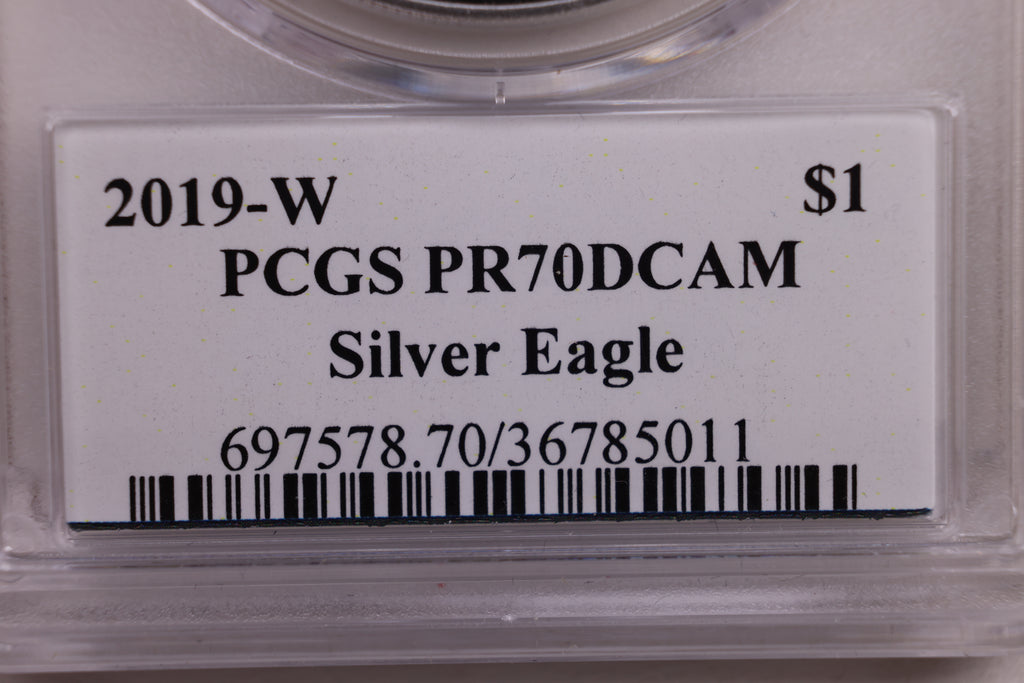 2019-W $1
PCGS PR70DCAM
Silver Eagle
697578.70/36785011